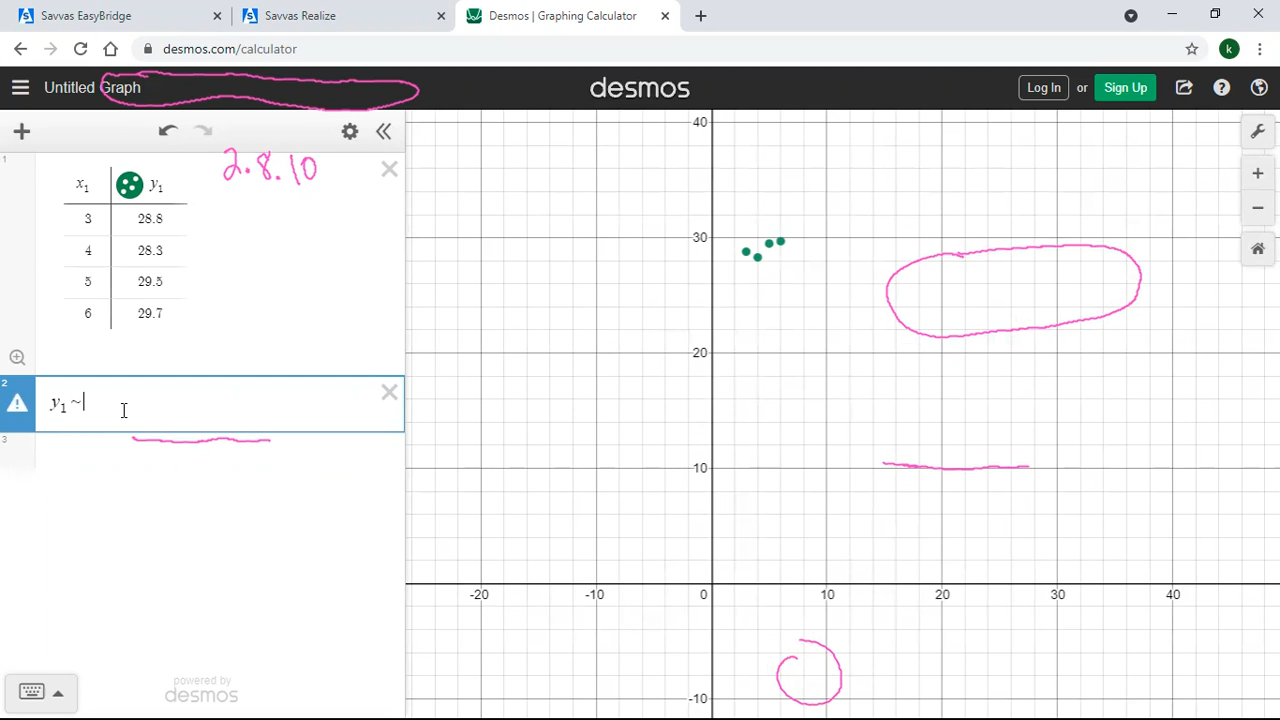 Savvas EasyBridge
Savvas Realize
Desmos | Graphing Calculator
desmos.com/calculator
k
Untitled Graph
desmos
Log In or Sign Up
2.8.10
1
x₁ y₁
3 28.8
4 28.3
5 29.5
6 29.7
2
y₁ ~
3
powered by
desmos
40
30
20
10
-20 -10 0 10 20 30 40
-10